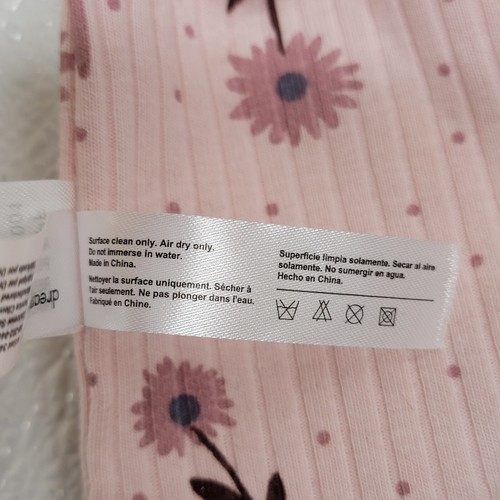 Surface clean only. Air dry only.
Do not immerse in water.
Made in China.
Nettoyer la surface uniquement. Sécher à
l'air seulement. Ne pas plonger dans l'eau.
Fabriqué en Chine.
Superficie limpia solamente. Secar al aire
solamente. No sumergir en agua.
Hecho en China.